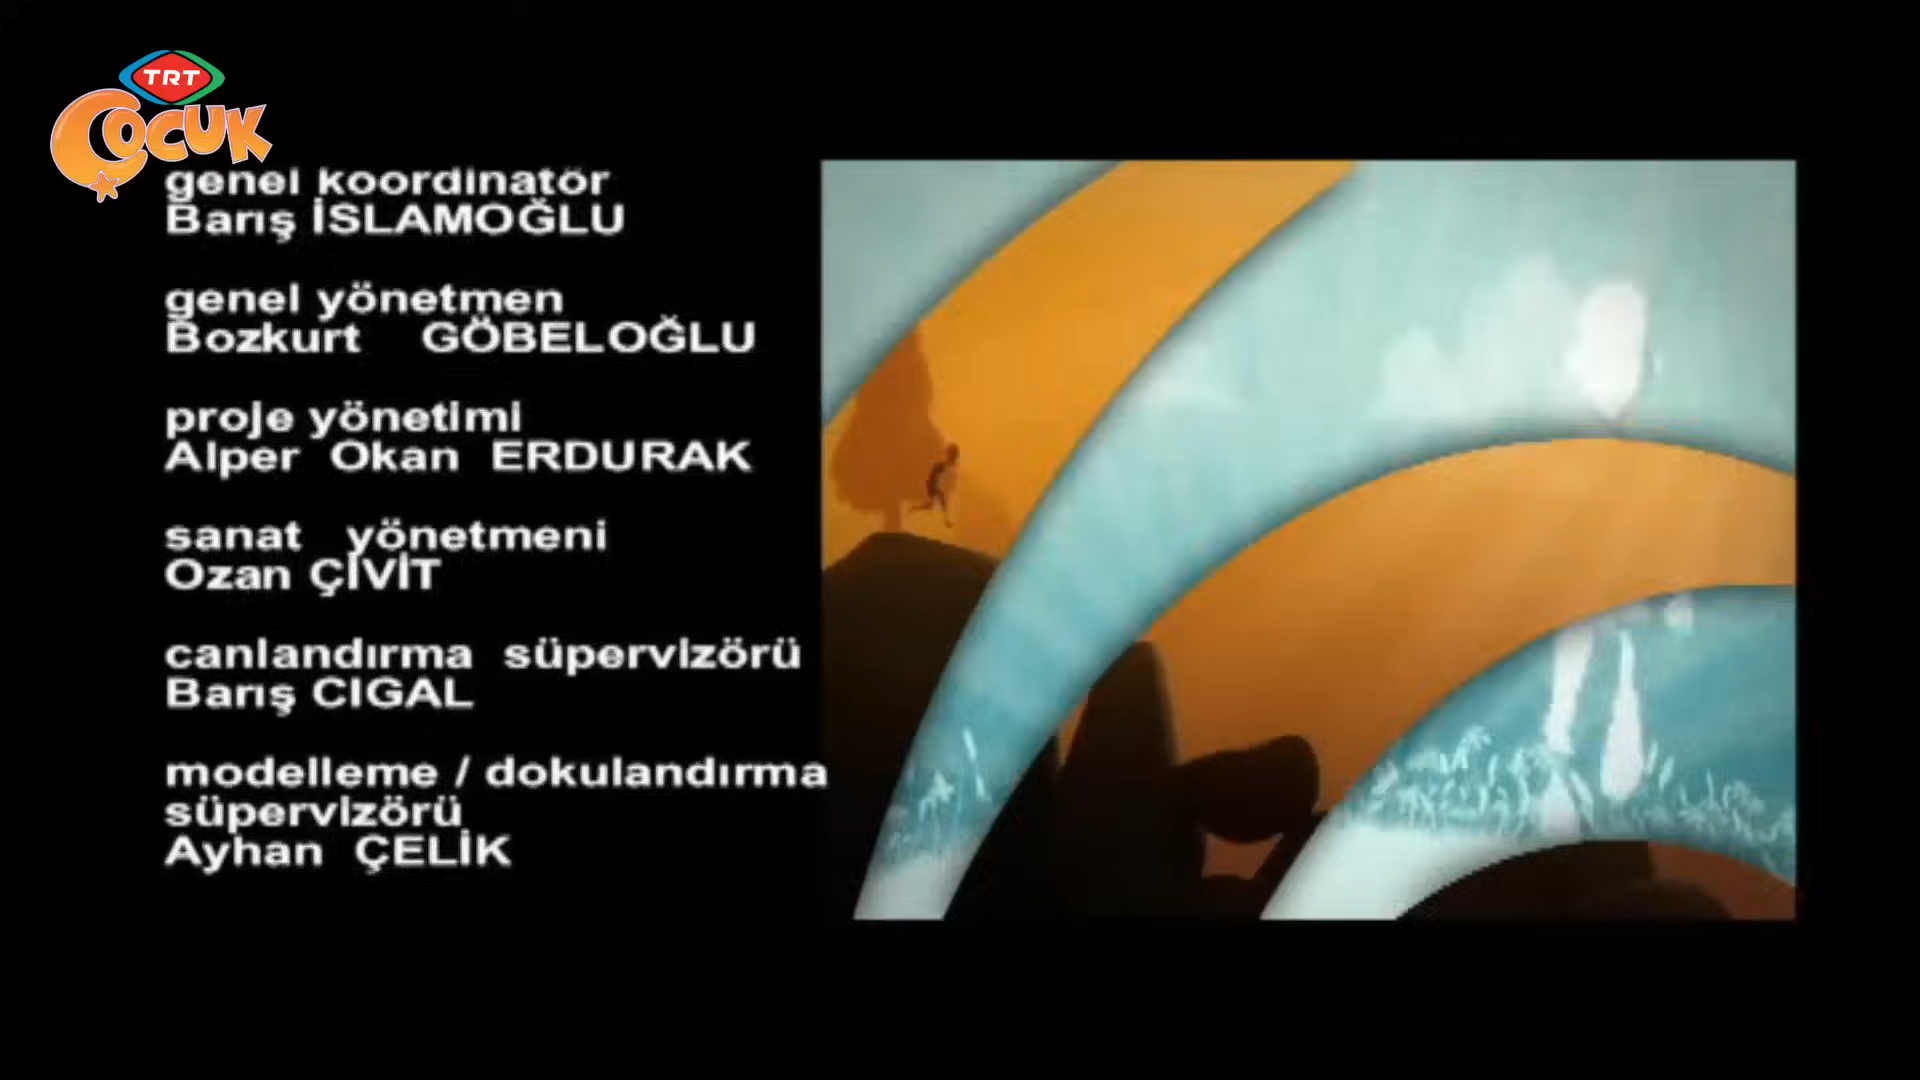 TRT
ÇOCUK
genel koordinatör
Barış İSLAMOĞLU
genel yönetmen
Bozkurt GÖBELOĞLU
proje yönetimi
Alper Okan ERDURAK
sanat yönetmeni
Ozan ÇİVİT
canlandırma süpervizörü
Barış CIGAL
modelleme / dokulandırma
süpervizörü
Ayhan ÇELİK